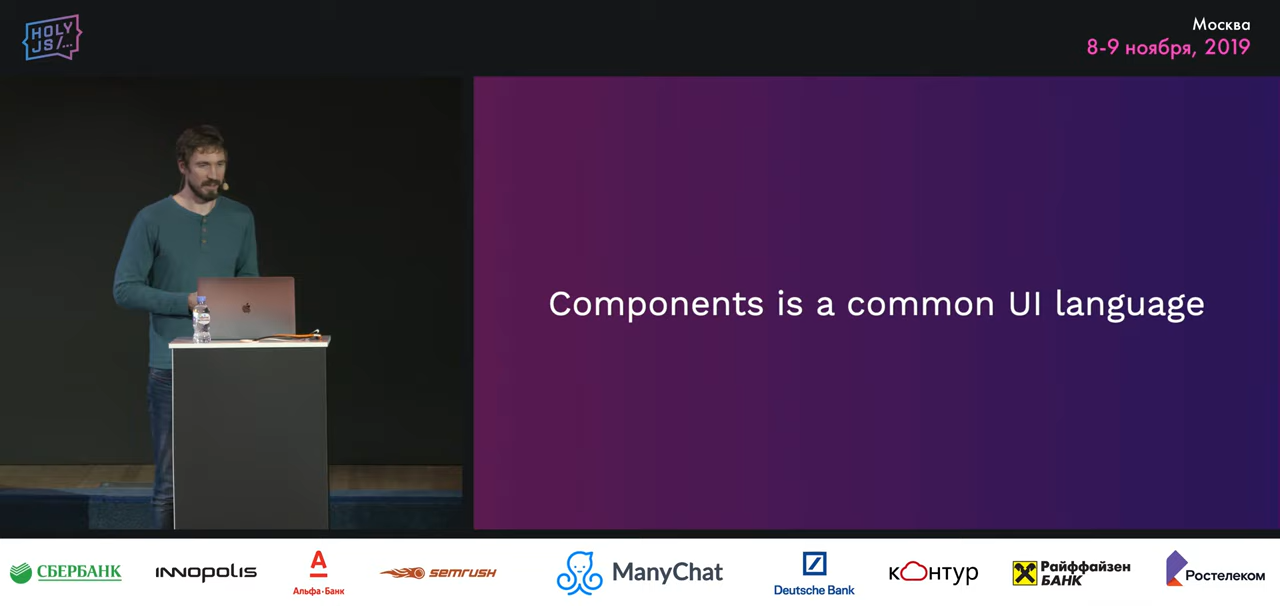 HOLY
JS/...
Москва
8-9 ноября, 2019
Components is a common UI language
СБЕРБАНК
INNOPOLIS
А
Альфа·Банк
semrush
ManyChat
Deutsche Bank
контур
Райффайзен
БАНК
Ростелеком